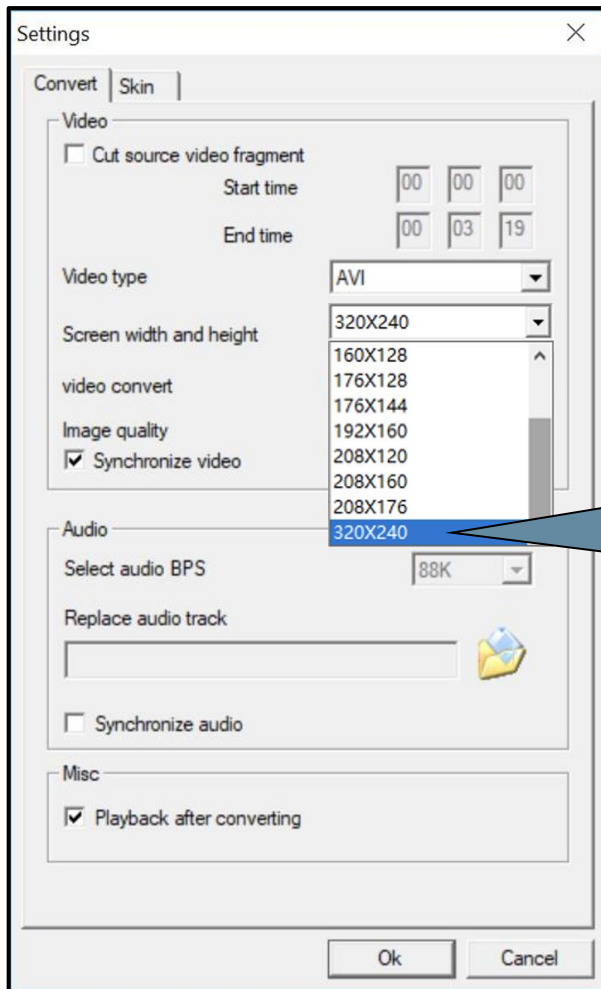 Settings
Convert Skin
Video
Cut source video fragment
Start time 00 00 00
End time 00 03 19
Video type AVI
Screen width and height 320X240
160X128
176X128
176X144
192X160
208X120
208X160
208X176
320X240
video convert
Image quality
Synchronize video
Audio
Select audio BPS 88K
Replace audio track
Synchronize audio
Misc
Playback after converting
Ok Cancel